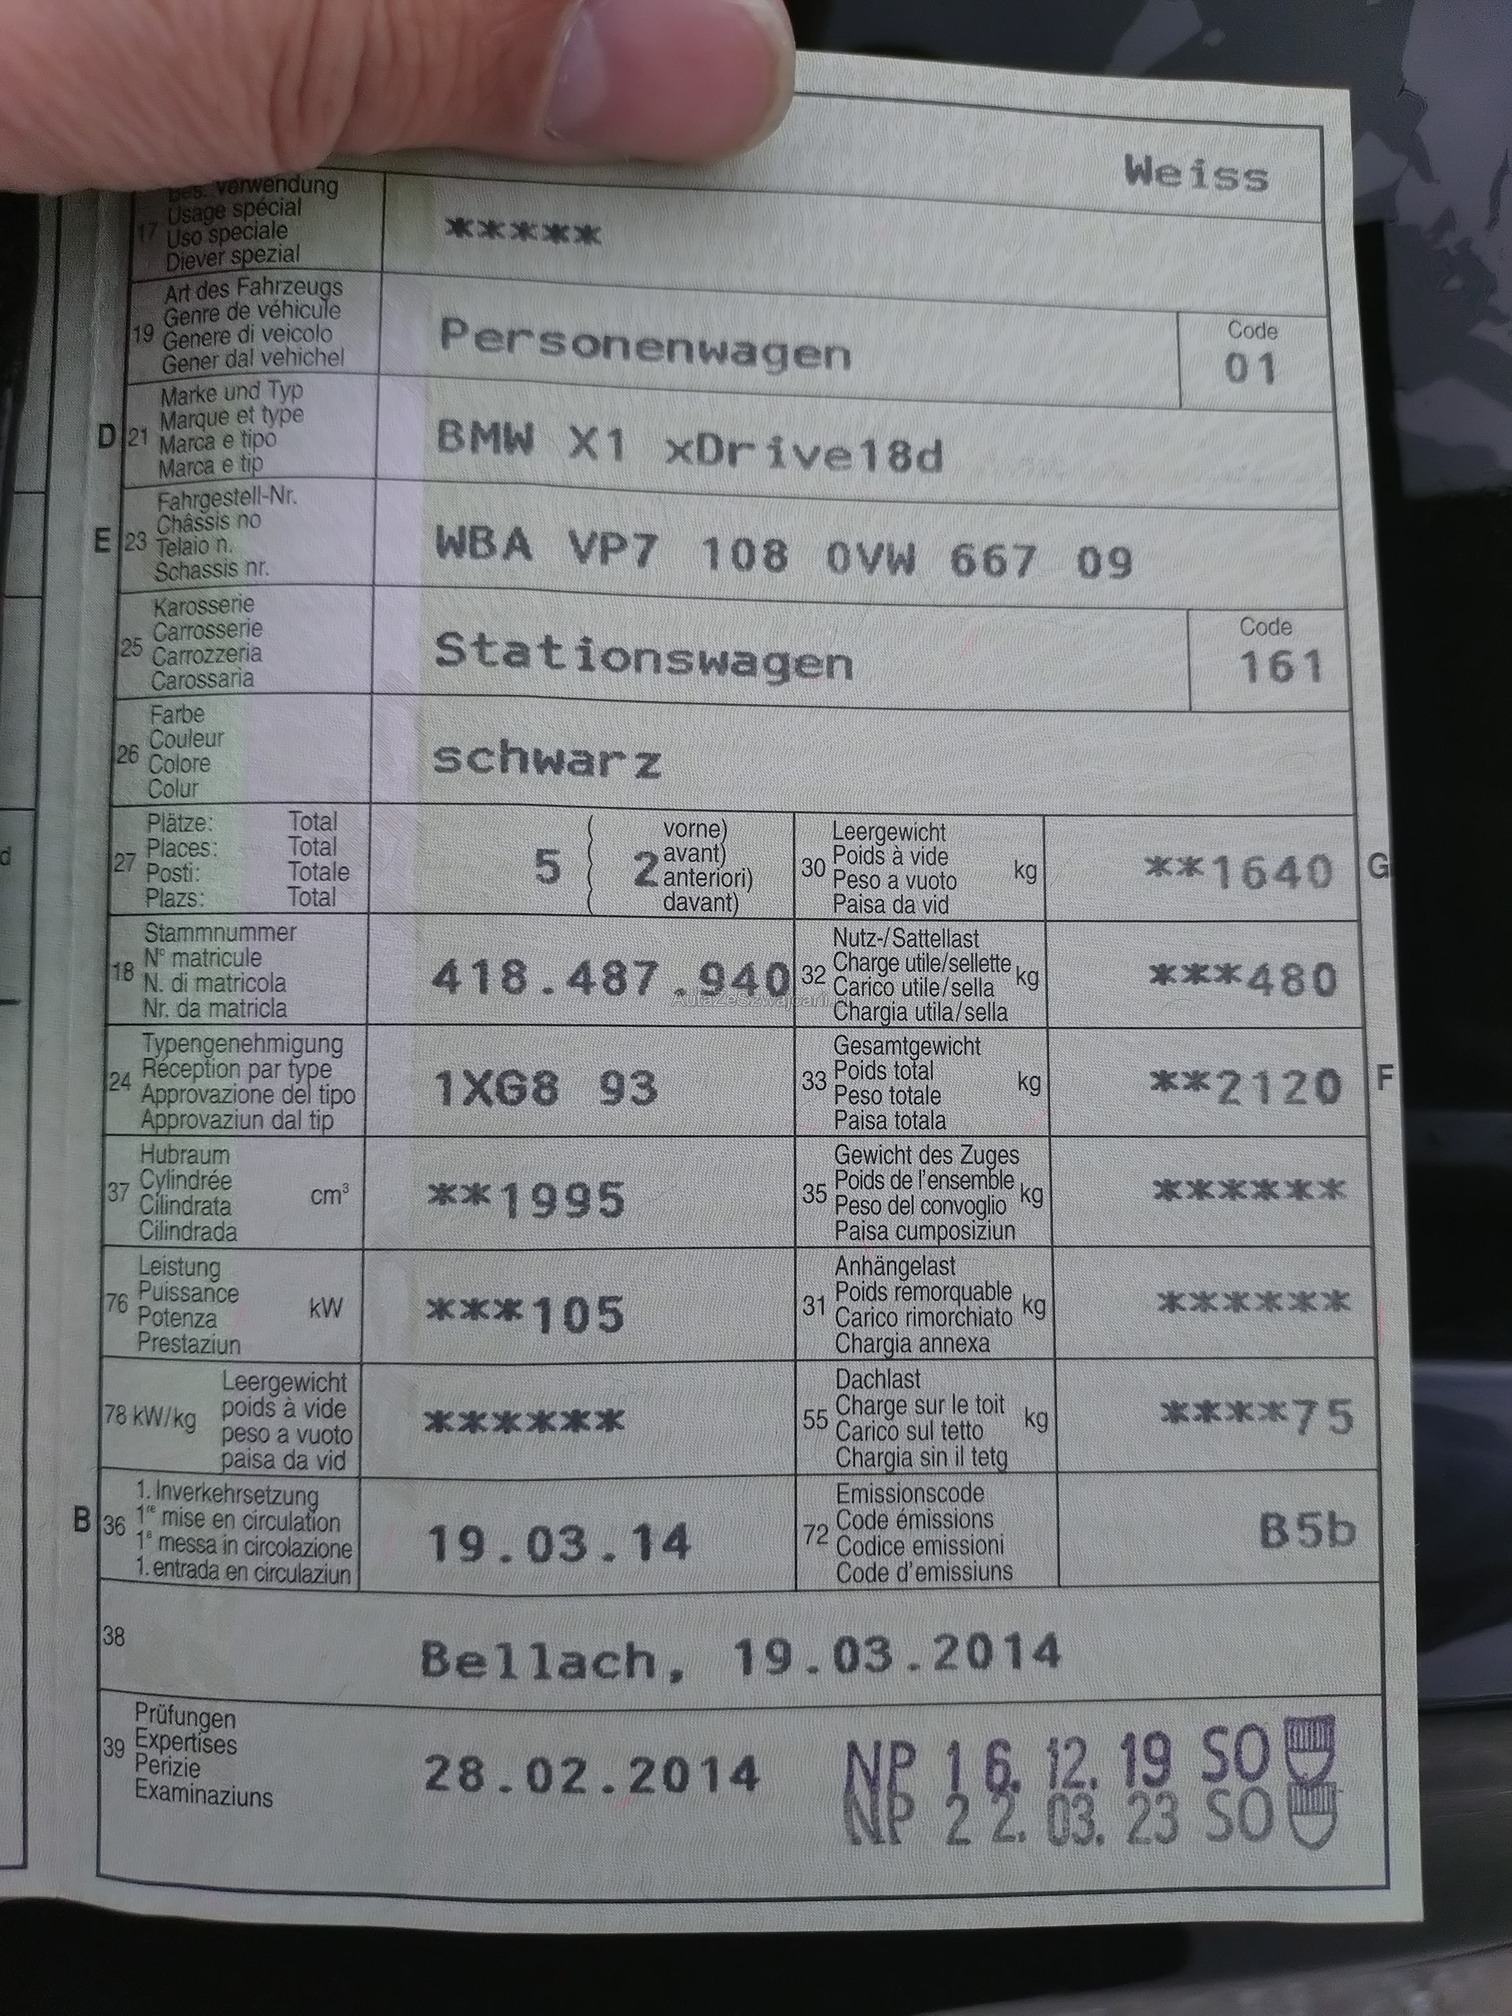 Weiss
Bes. Verwendung
Usage spécial
17 Uso speciale
Diever spezial
*****
Art des Fahrzeugs
Genre de véhicule
19 Genere di veicolo
Gener dal vehichel
Personenwagen
Code
01
Marke und Typ
Marque et type
D 21 Marca e tipo
Marca e tip
BMW X1 xDrive18d
Fahrgestell-Nr.
Châssis no
E 23 Telaio n.
Schassis nr.
WBA VP7 108 0VW 667 09
Karosserie
Carrosserie
25 Carrozzeria
Carossaria
Stationswagen
Code
161
Farbe
Couleur
26 Colore
Colur
schwarz
Plätze: Total
Places: Total
27 Posti: Totale
Plazs: Total
5 ( 2 vorne)
avant)
anteriori)
davant)
Leergewicht
30 Poids à vide kg
Peso a vuoto
Paisa da vid
**1640 G
Stammnummer
18 N° matricule
N. di matricola
Nr. da matricla
418.487.940
Nutz-/Sattellast
32 Charge utile/sellette kg
Carico utile/sella
Chargia utila/sella
***480
Typengenehmigung
24 Réception par type
Approvazione del tipo
Approvaziun dal tip
1XG8 93
Gesamtgewicht
33 Poids total kg
Peso totale
Paisa totala
**2120 F
Hubraum
37 Cylindrée cm³
Cilindrata
Cilindrada
**1995
Gewicht des Zuges
35 Poids de l'ensemble kg
Peso del convoglio
Paisa cumposiziun
******
Leistung
76 Puissance kW
Potenza
Prestaziun
***105
Anhängelast
31 Poids remorquable kg
Carico rimorchiato
Chargia annexa
******
Leergewicht
78 kW/kg poids à vide
peso a vuoto
paisa da vid
******
Dachlast
55 Charge sur le toit kg
Carico sul tetto
Chargia sin il tetg
****75
1. Inverkehrsetzung
B 36 1re mise en circulation
1a messa in circolazione
1. entrada en circulaziun
19.03.14
Emissionscode
72 Code émissions
Codice emissioni
Code d'emissiuns
B5b
38
Bellach, 19.03.2014
Prüfungen
39 Expertises
Perizie
Examinaziuns
28.02.2014
NP 16. 12. 19 SO
NP 22. 03. 23 SO